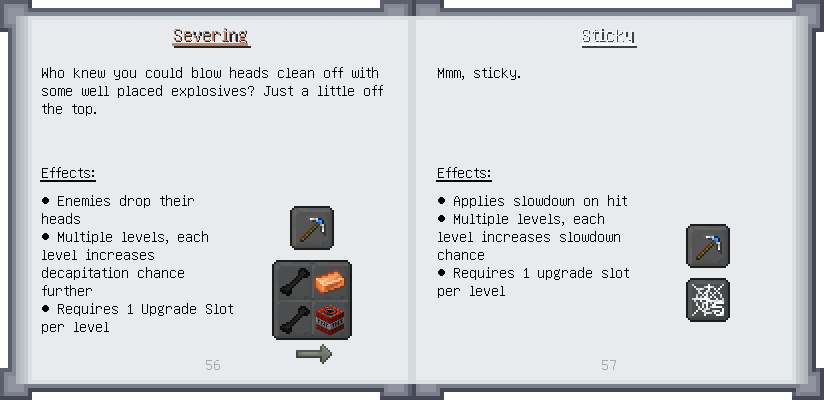 Severing
Who knew you could blow heads clean off with
some well placed explosives? Just a little off
the top.
Effects:
● Enemies drop their
heads
● Multiple levels, each
level increases
decapitation chance
further
● Requires 1 Upgrade Slot
per level
56
Sticky
Mmm, sticky.
Effects:
● Applies slowdown on hit
● Multiple levels, each
level increases slowdown
chance
● Requires 1 upgrade slot
per level
57